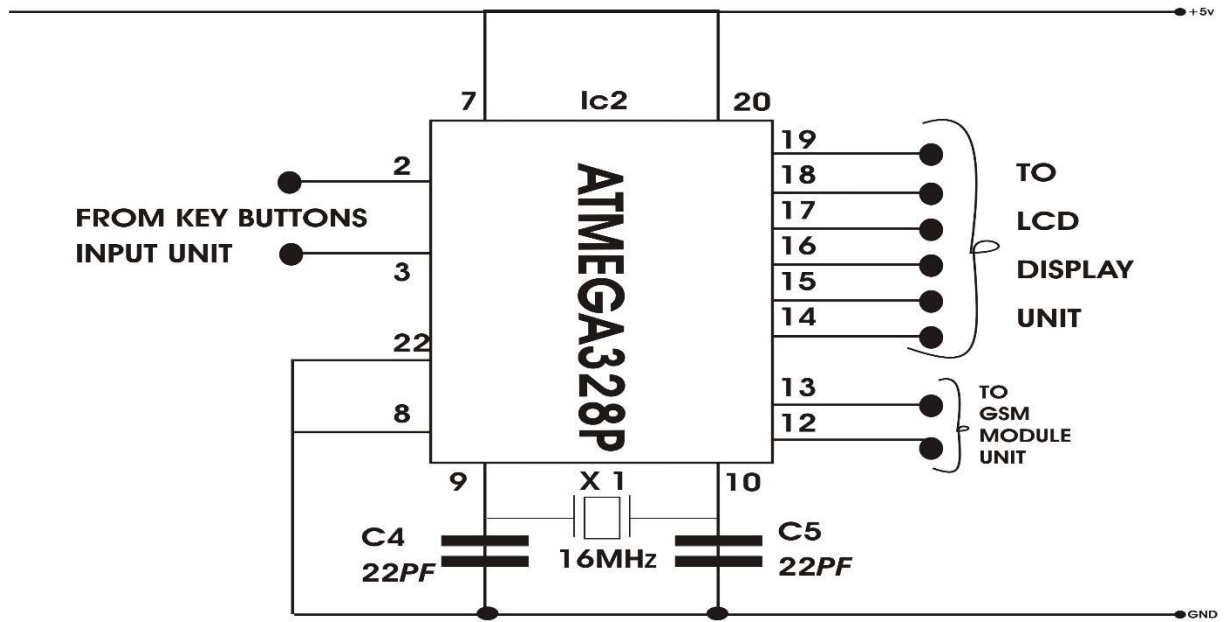 +5v
7
Ic2
20
2
FROM KEY BUTTONS
INPUT UNIT
3
22
8
ATMEGA328P
19
18
17
16
15
14
TO
LCD
DISPLAY
UNIT
13
12
TO
GSM
MODULE
UNIT
9
X 1
10
C4
22PF
16MHz
C5
22PF
GND